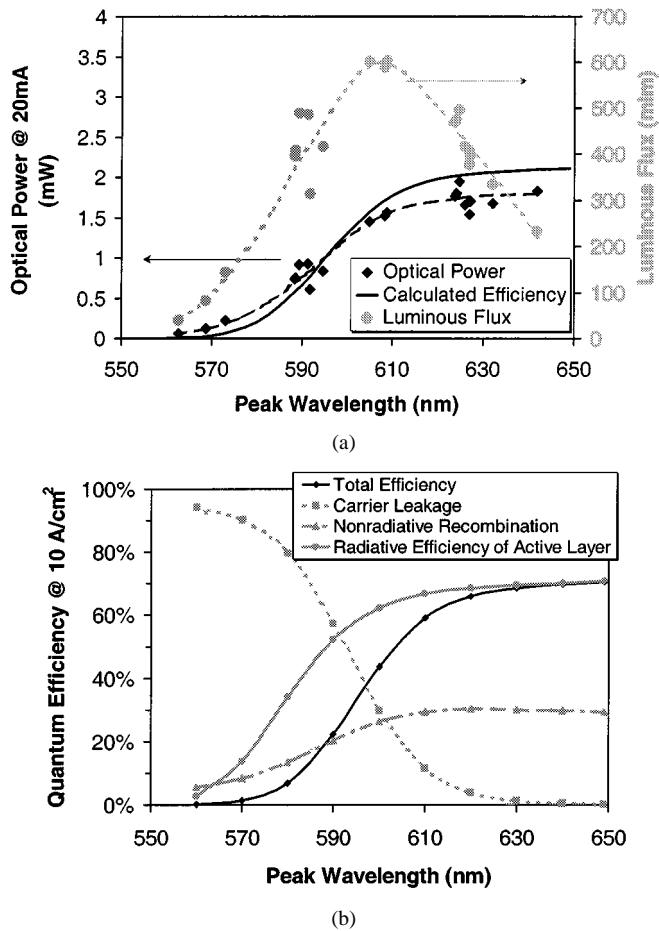 4
3.5
3
2.5
2
1.5
1
0.5
0
Optical Power @ 20mA
(mW)
700
600
500
400
300
200
100
0
Luminous Flux (mlm)
Optical Power
Calculated Efficiency
Luminous Flux
550 570 590 610 630 650
Peak Wavelength (nm)
(a)
Total Efficiency
Carrier Leakage
Nonradiative Recombination
Radiative Efficiency of Active Layer
100%
80%
60%
40%
20%
0%
Quantum Efficiency @ 10 A/cm²
550 570 590 610 630 650
Peak Wavelength (nm)
(b)